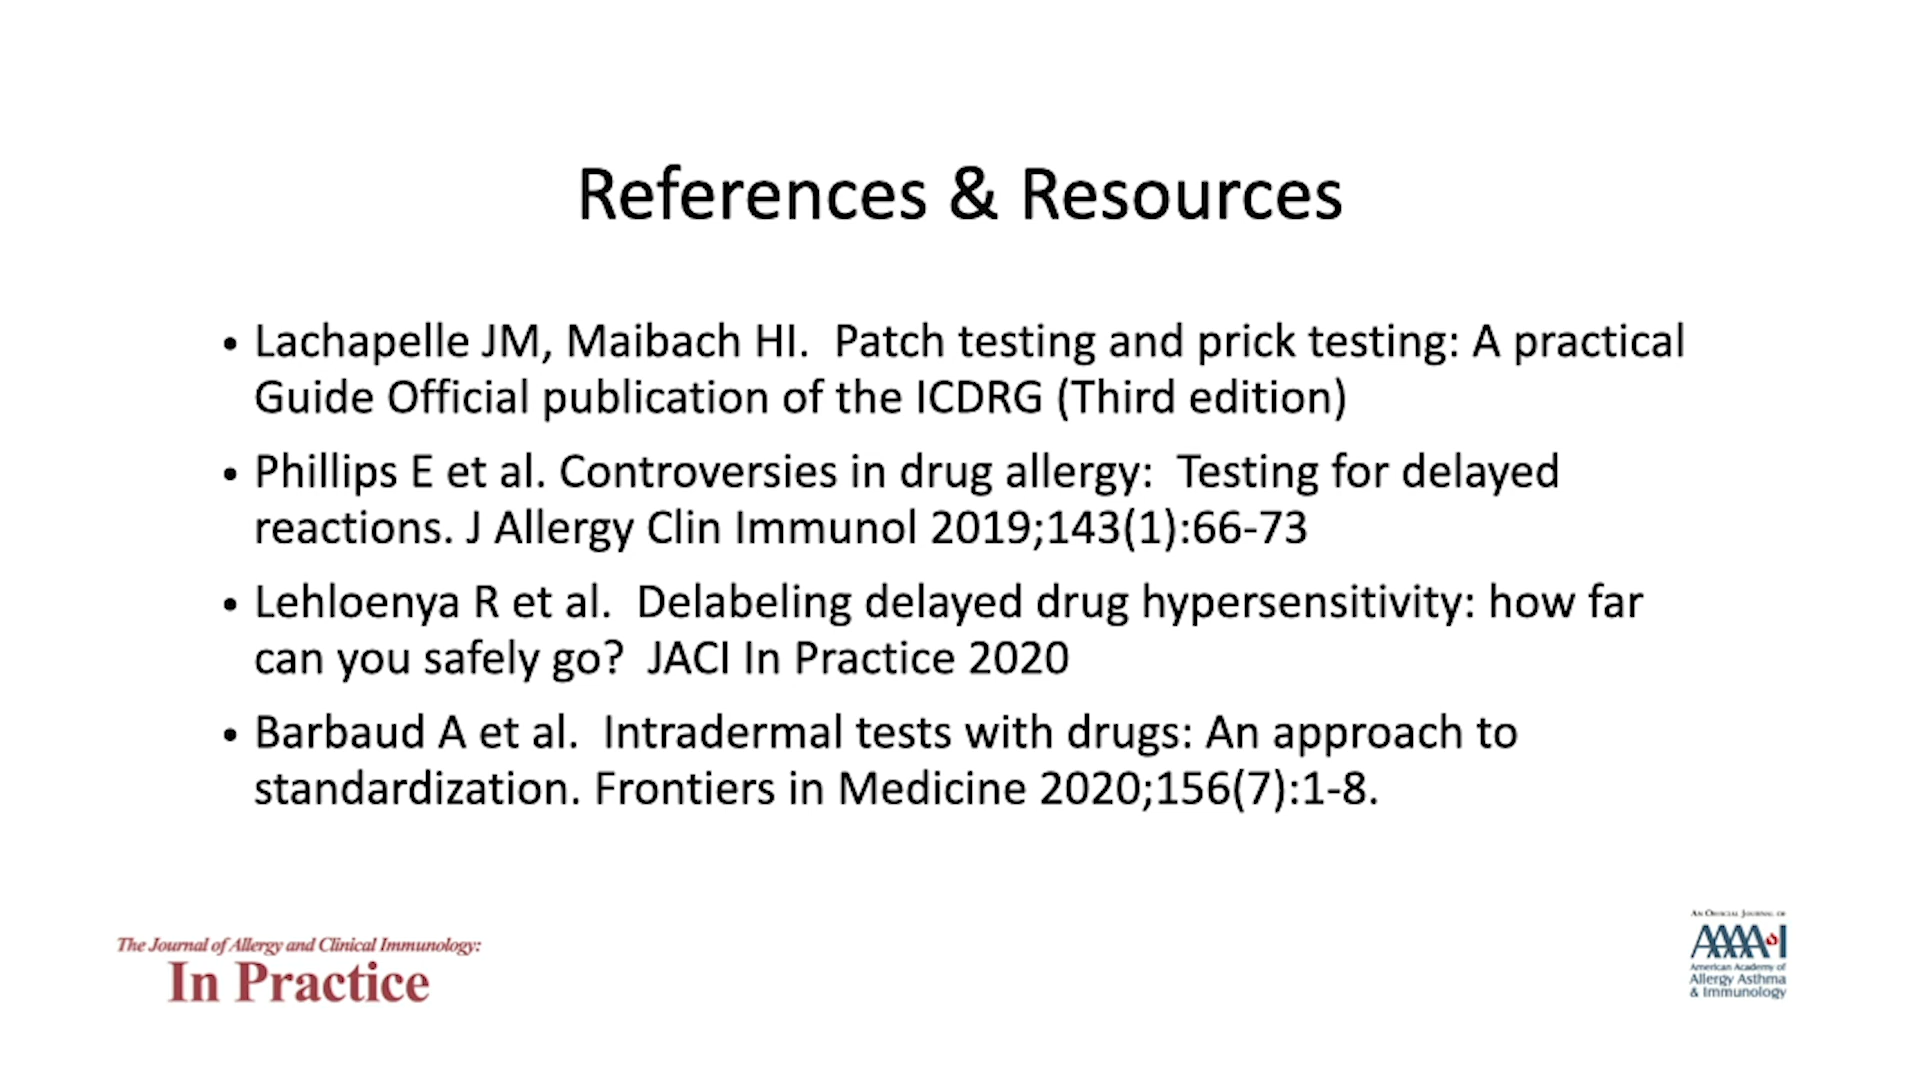 References & Resources
• Lachapelle JM, Maibach HI.  Patch testing and prick testing: A practical
Guide Official publication of the ICDRG (Third edition)
• Phillips E et al. Controversies in drug allergy:  Testing for delayed
reactions. J Allergy Clin Immunol 2019;143(1):66-73
• Lehloenya R et al.  Delabeling delayed drug hypersensitivity: how far
can you safely go?  JACI In Practice 2020
• Barbaud A et al.  Intradermal tests with drugs: An approach to
standardization. Frontiers in Medicine 2020;156(7):1-8.
The Journal of Allergy and Clinical Immunology:
In Practice
An Official Journal of
AAAAI
American Academy of
Allergy Asthma
& Immunology